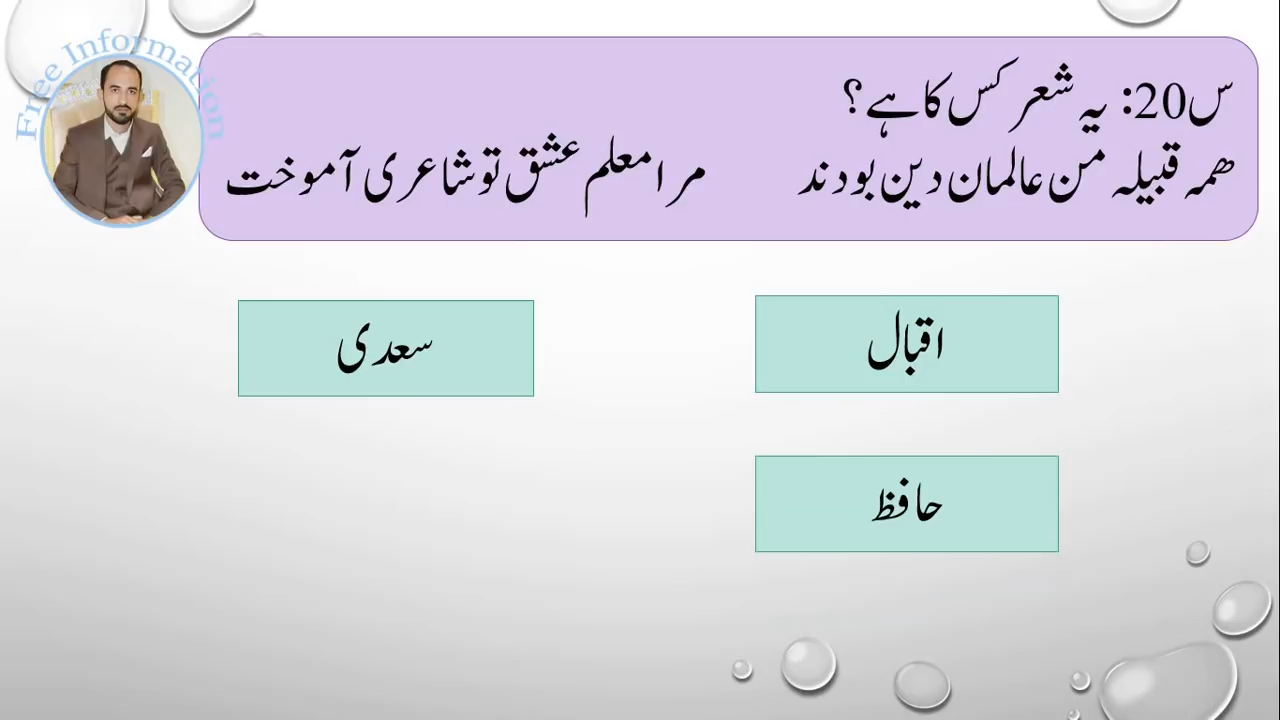 Free Information
س20: یہ شعر کس کا ہے؟
ھمہ قبیلہ من عالمان دین بودند مرا معلم عشق تو شاعری آموخت
اقبال
سعدی
حافظ